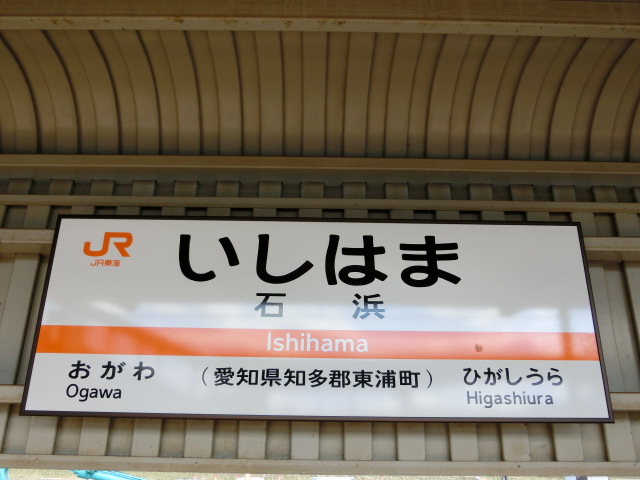 JR
JR東海
いしはま
石浜
Ishihama
おがわ
Ogawa
（愛知県知多郡東浦町）
ひがしうら
Higashiura